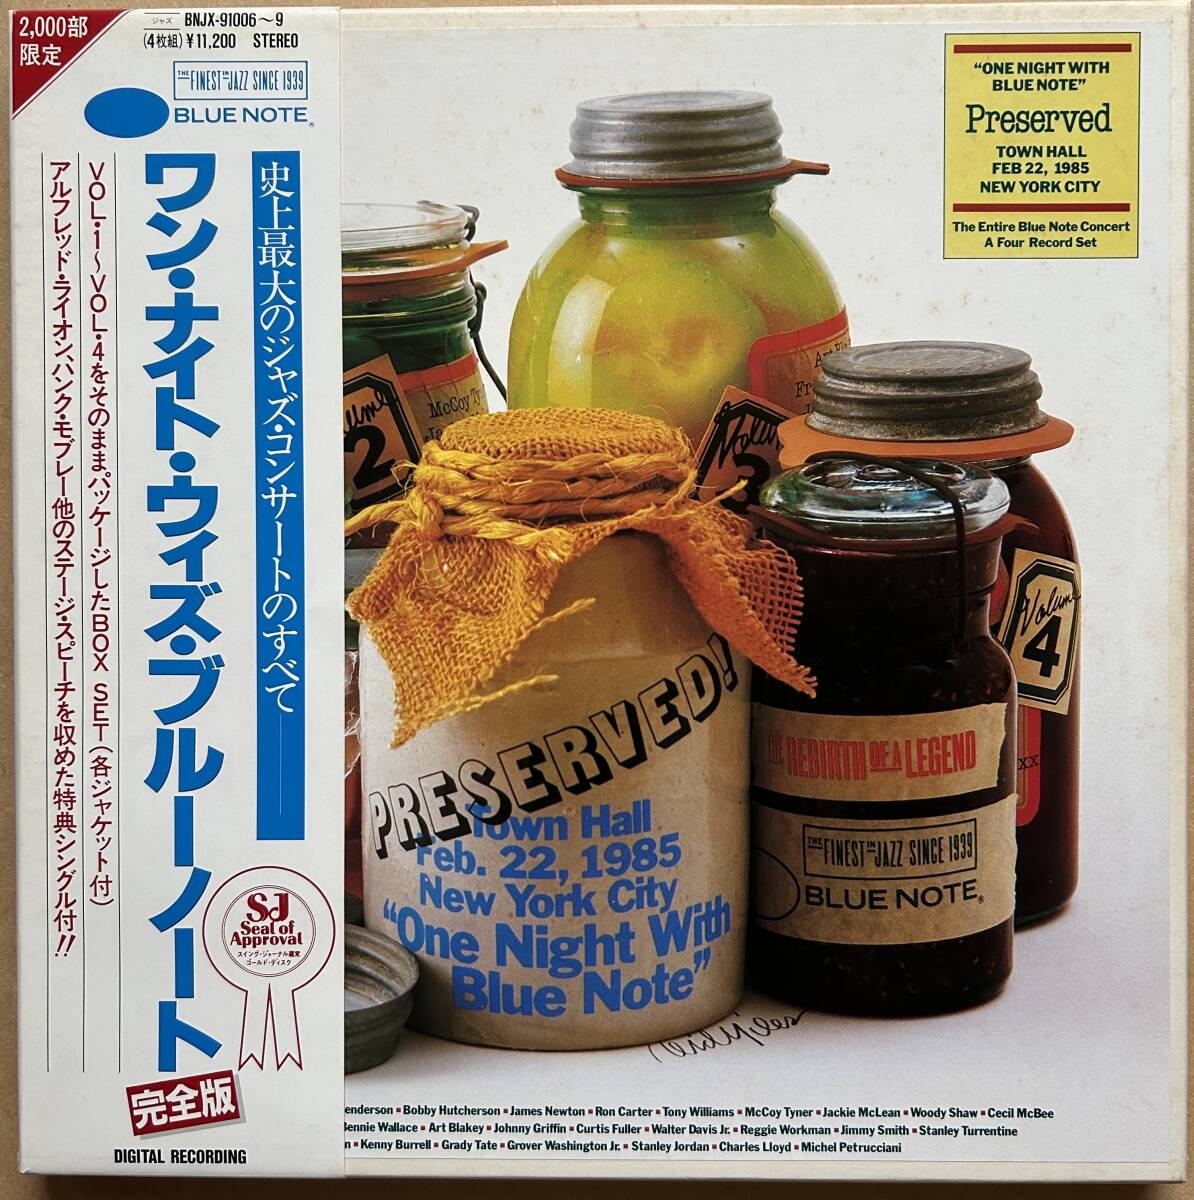 2,000部
限定
ジャズ BNJX-91006〜9
(4枚組) ¥11,200 STEREO
THE FINEST IN JAZZ SINCE 1939
BLUE NOTE®
史上最大のジャズ・コンサートのすべて
ワン・ナイト・ウィズ・ブルーノート
VOL・1〜VOL・4をそのままパッケージしたBOX SET(各ジャケット付)
アルフレッド・ライオン、ハンク・モブレー他のステージ・スピーチを収めた特典シングル付!!
SJ
Seal of
Approval
スイング・ジャーナル選定
ゴールド・ディスク
完全版
DIGITAL RECORDING
"ONE NIGHT WITH
BLUE NOTE"
Preserved
TOWN HALL
FEB 22, 1985
NEW YORK CITY
The Entire Blue Note Concert
A Four Record Set
McCoy Ty
2
Volume
3
Volume
4
PRESERVED!
Town Hall
Feb. 22, 1985
New York City
"One Night With
Blue Note"
THE REBIRTH OF A LEGEND
xx
THE FINEST IN JAZZ SINCE 1939
BLUE NOTE®
enderson ▪ Bobby Hutcherson ▪ James Newton ▪ Ron Carter ▪ Tony Williams ▪ McCoy Tyner ▪ Jackie McLean ▪ Woody Shaw ▪ Cecil McBee
Bennie Wallace ▪ Art Blakey ▪ Johnny Griffin ▪ Curtis Fuller ▪ Walter Davis Jr. ▪ Reggie Workman ▪ Jimmy Smith ▪ Stanley Turrentine
n ▪ Kenny Burrell ▪ Grady Tate ▪ Grover Washington Jr. ▪ Stanley Jordan ▪ Charles Lloyd ▪ Michel Petrucciani